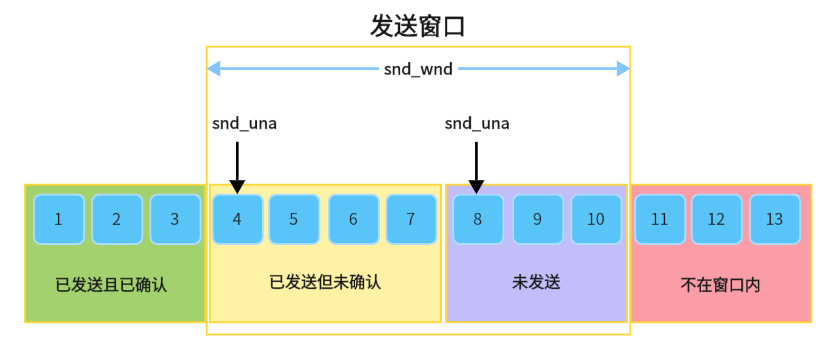 发送窗口
snd_wnd
snd_una
snd_una
1 2 3 4 5 6 7 8 9 10 11 12 13
已发送且已确认
已发送但未确认
未发送
不在窗口内